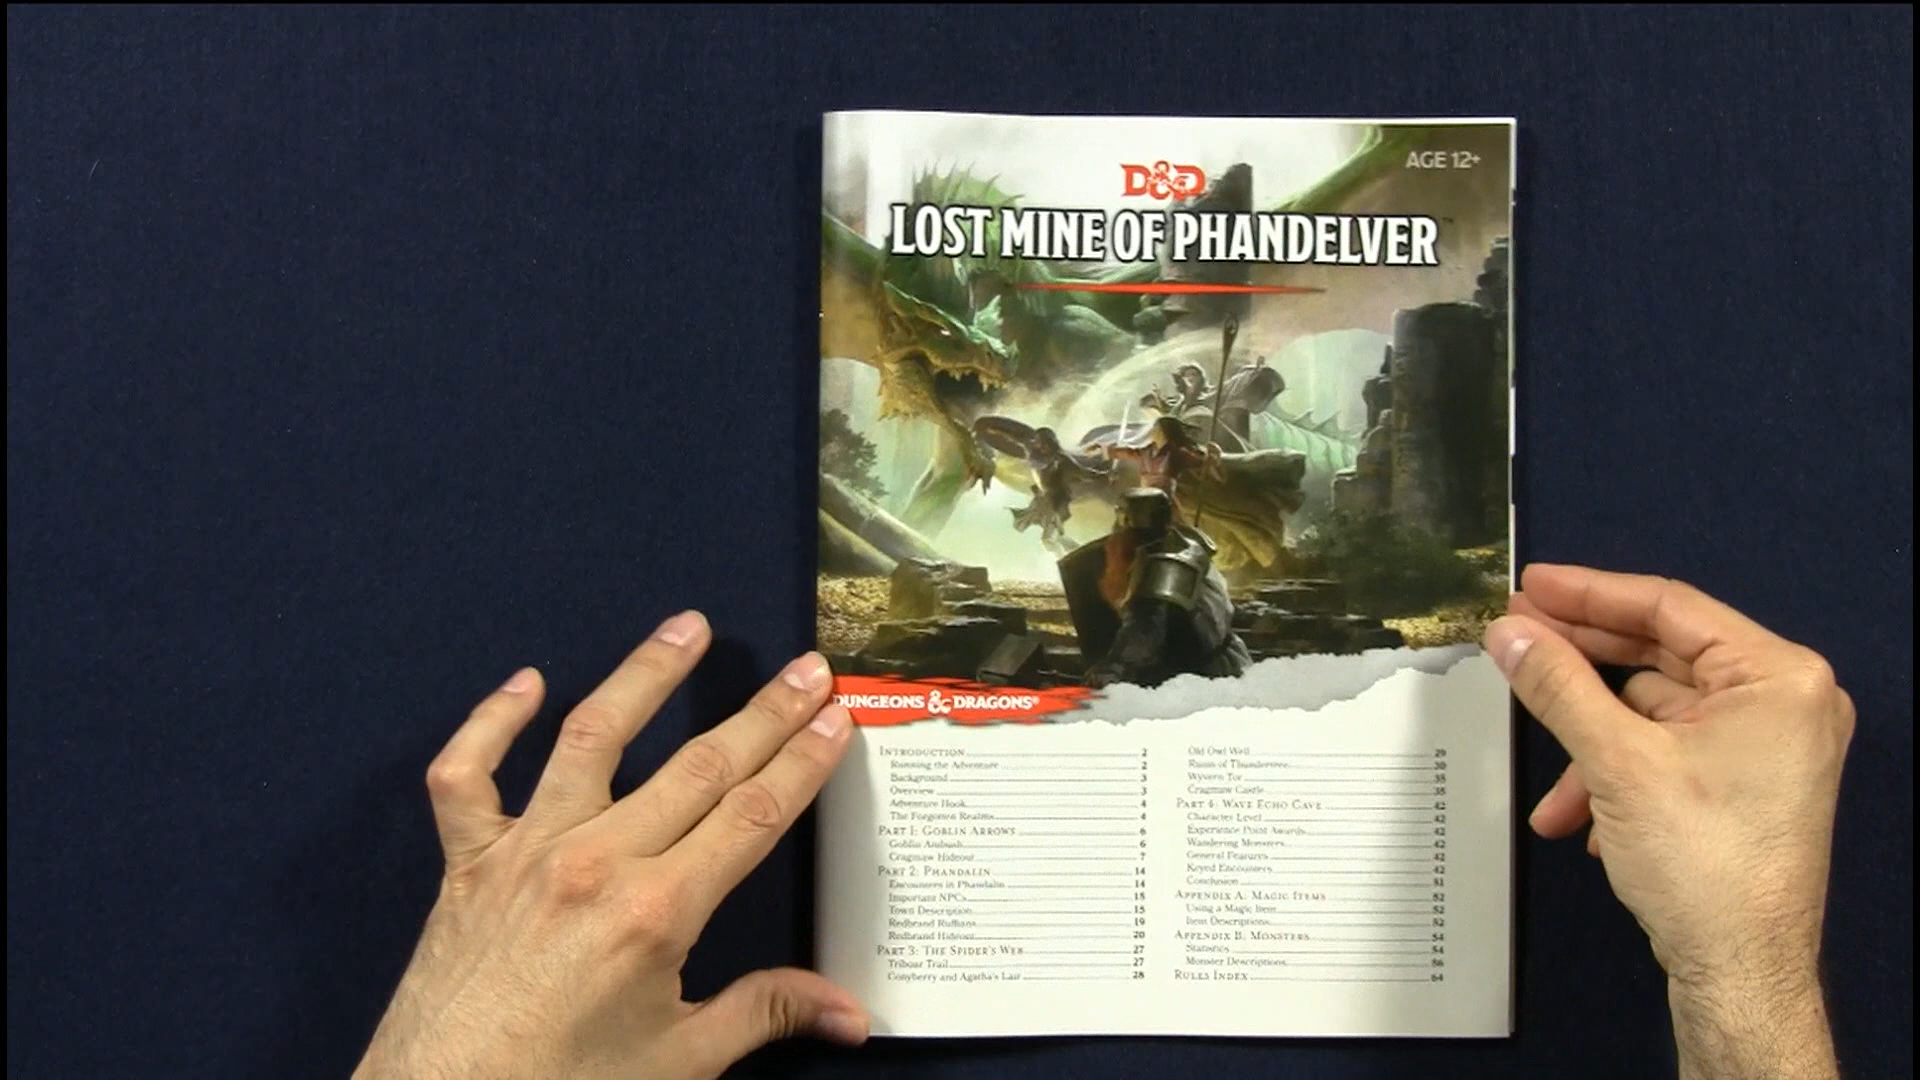 AGE 12+
D&D
LOST MINE OF PHANDELVER™
DUNGEONS & DRAGONS®
INTRODUCTION 2
Running the Adventure 2
Background 3
Overview 3
Adventure Hook 4
The Forgotten Realms 4
PART 1: GOBLIN ARROWS 6
Goblin Ambush 6
Cragmaw Hideout 7
PART 2: PHANDALIN 14
Encounters in Phandalin 14
Important NPCs 15
Town Description 15
Redbrand Ruffians 19
Redbrand Hideout 20
PART 3: THE SPIDER'S WEB 27
Triboar Trail 27
Conyberry and Agatha's Lair 28
Old Owl Well 29
Ruins of Thundertree 30
Wyvern Tor 35
Cragmaw Castle 35
PART 4: WAVE ECHO CAVE 42
Character Level 42
Experience Point Awards 42
Wandering Monsters 42
General Features 42
Keyed Encounters 42
Conclusion 51
APPENDIX A: MAGIC ITEMS 52
Using a Magic Item 52
Item Descriptions 52
APPENDIX B: MONSTERS 54
Statistics 54
Monster Descriptions 56
RULES INDEX 64